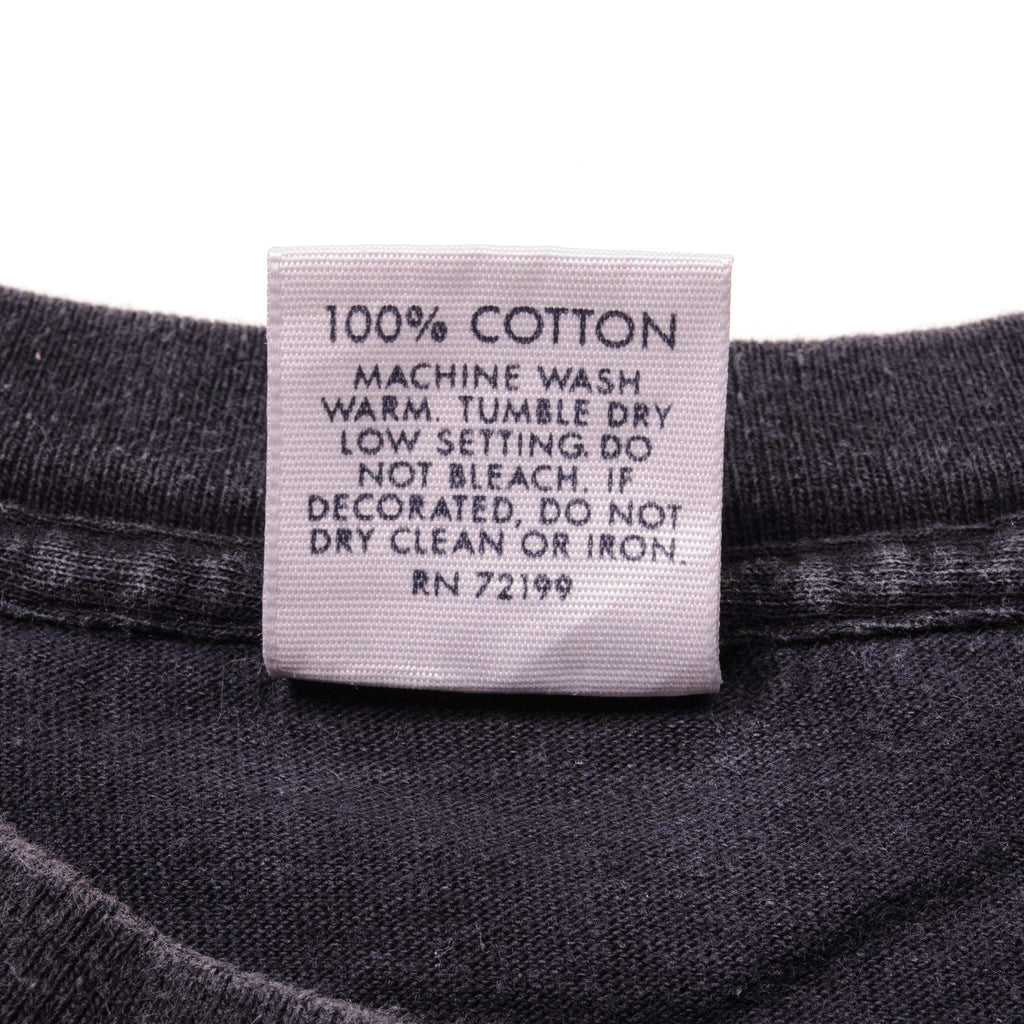 100% COTTON
MACHINE WASH
WARM. TUMBLE DRY
LOW SETTING. DO
NOT BLEACH. IF
DECORATED, DO NOT
DRY CLEAN OR IRON.
RN 72199